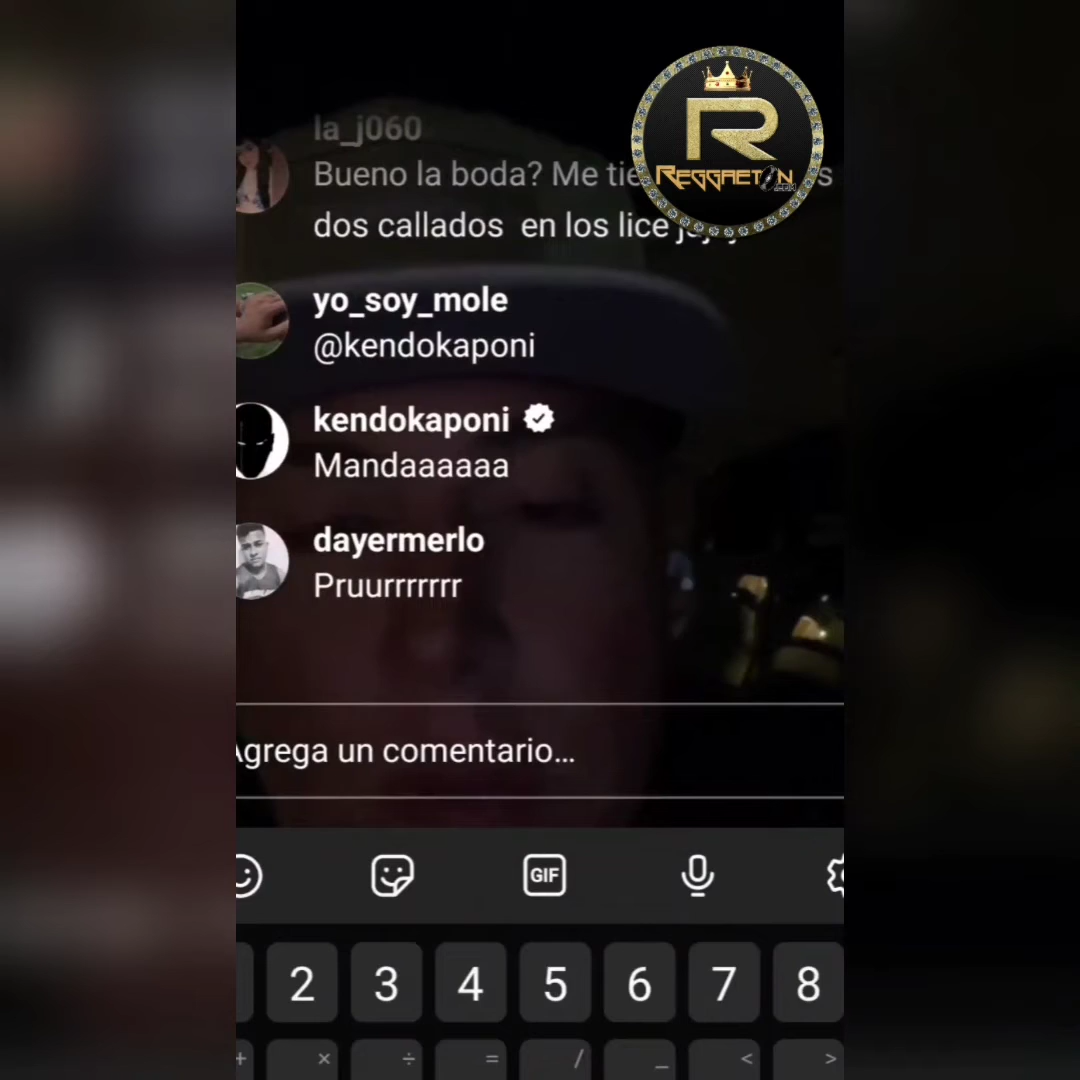 la_j060
R
Bueno la boda? Me
REGGAETON
.COM
dos callados en los lice
yo_soy_mole
@kendokaponi
kendokaponi
Mandaaaaaa
dayermerlo
Pruurrrrrrr
Agrega un comentario...
GIF
2 3 4 5 6 7 8
+ × ÷ = / _ < >